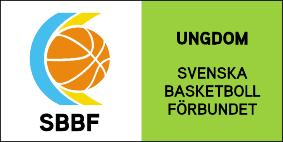 SBBF
UNGDOM
SVENSKA
BASKETBOLL
FÖRBUNDET